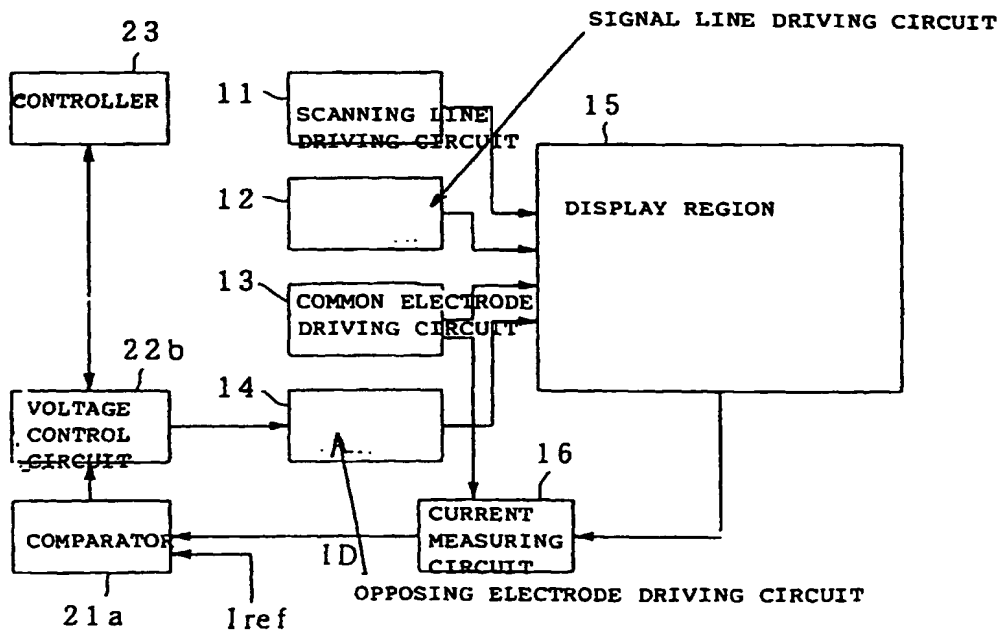 SIGNAL LINE DRIVING CIRCUIT
23
CONTROLLER
11
SCANNING LINE
DRIVING CIRCUIT
15
DISPLAY REGION
12
13
COMMON ELECTRODE
DRIVING CIRCUIT
22b
VOLTAGE
CONTROL
CIRCUIT
14
16
CURRENT
MEASURING
CIRCUIT
COMPARATOR
ID
OPPOSING ELECTRODE DRIVING CIRCUIT
21a
Iref